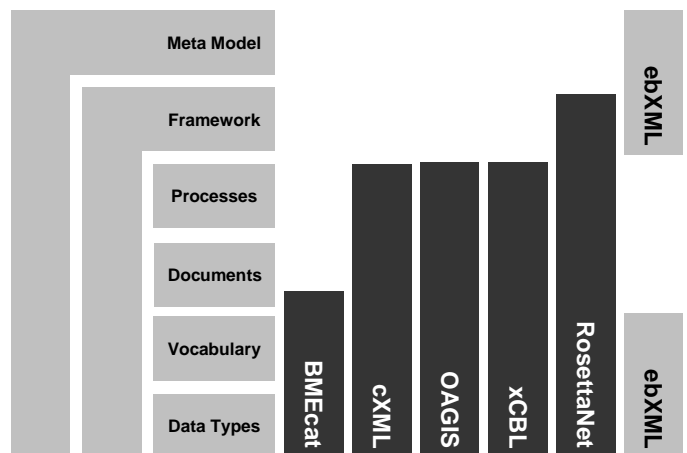 Meta Model
Framework
Processes
Documents
Vocabulary
Data Types
BMEcat
cXML
OAGIS
xCBL
RosettaNet
ebXML
ebXML